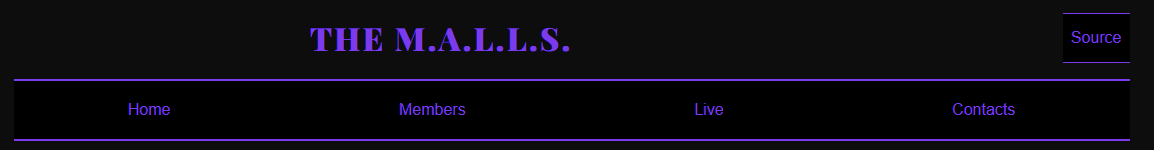 THE M.A.L.L.S.
Source
Home Members Live Contacts